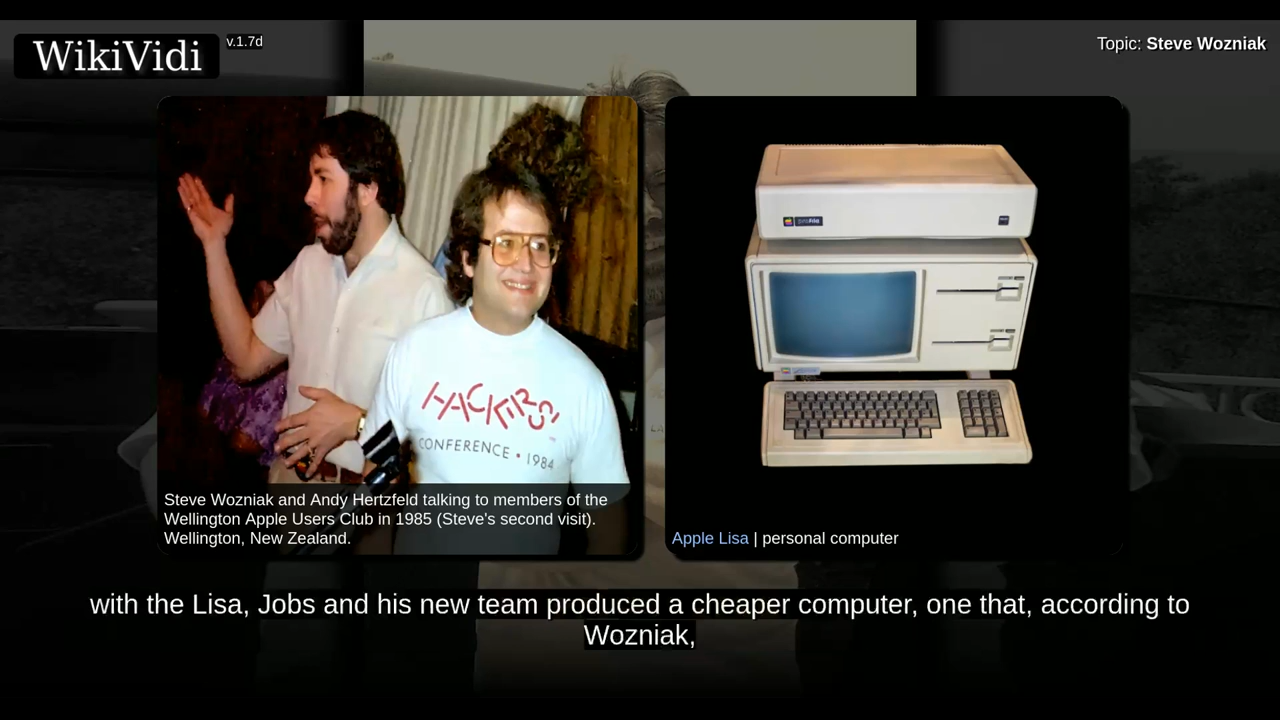 WikiVidi
v.1.7d
Topic: Steve Wozniak
HACKERS
CONFERENCE • 1984
Steve Wozniak and Andy Hertzfeld talking to members of the
Wellington Apple Users Club in 1985 (Steve's second visit).
Wellington, New Zealand.
Apple Lisa | personal computer
with the Lisa, Jobs and his new team produced a cheaper computer, one that, according to
Wozniak,